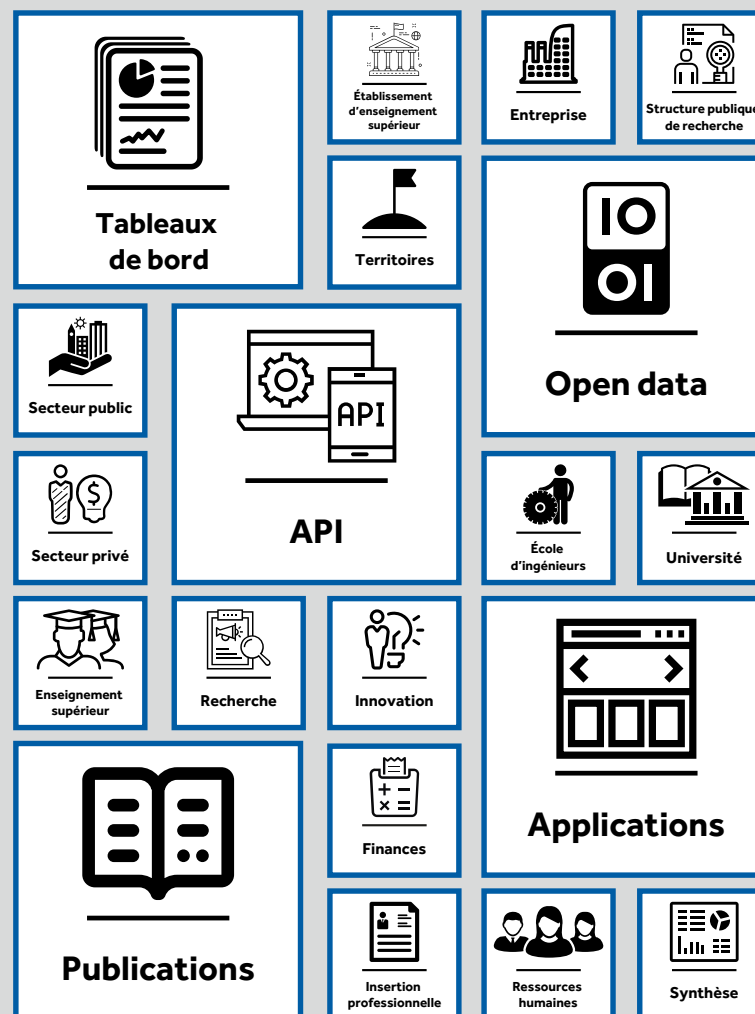 Établissement
d'enseignement
supérieur
Entreprise
Structure publique
de recherche
Tableaux
de bord
Territoires
IO
OI
Open data
Secteur public
API
API
Secteur privé
$
École
d'ingénieurs
Université
Enseignement
supérieur
Recherche
Innovation
Applications
Finances
Publications
Insertion
professionnelle
Ressources
humaines
Synthèse